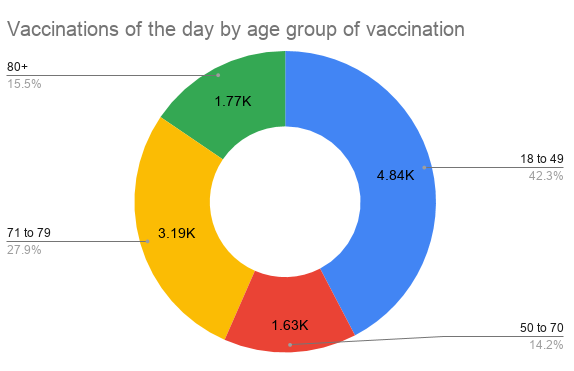 Vaccinations of the day by age group of vaccination
80+
15.5%
1.77K
18 to 49
42.3%
4.84K
71 to 79
27.9%
3.19K
1.63K
50 to 70
14.2%